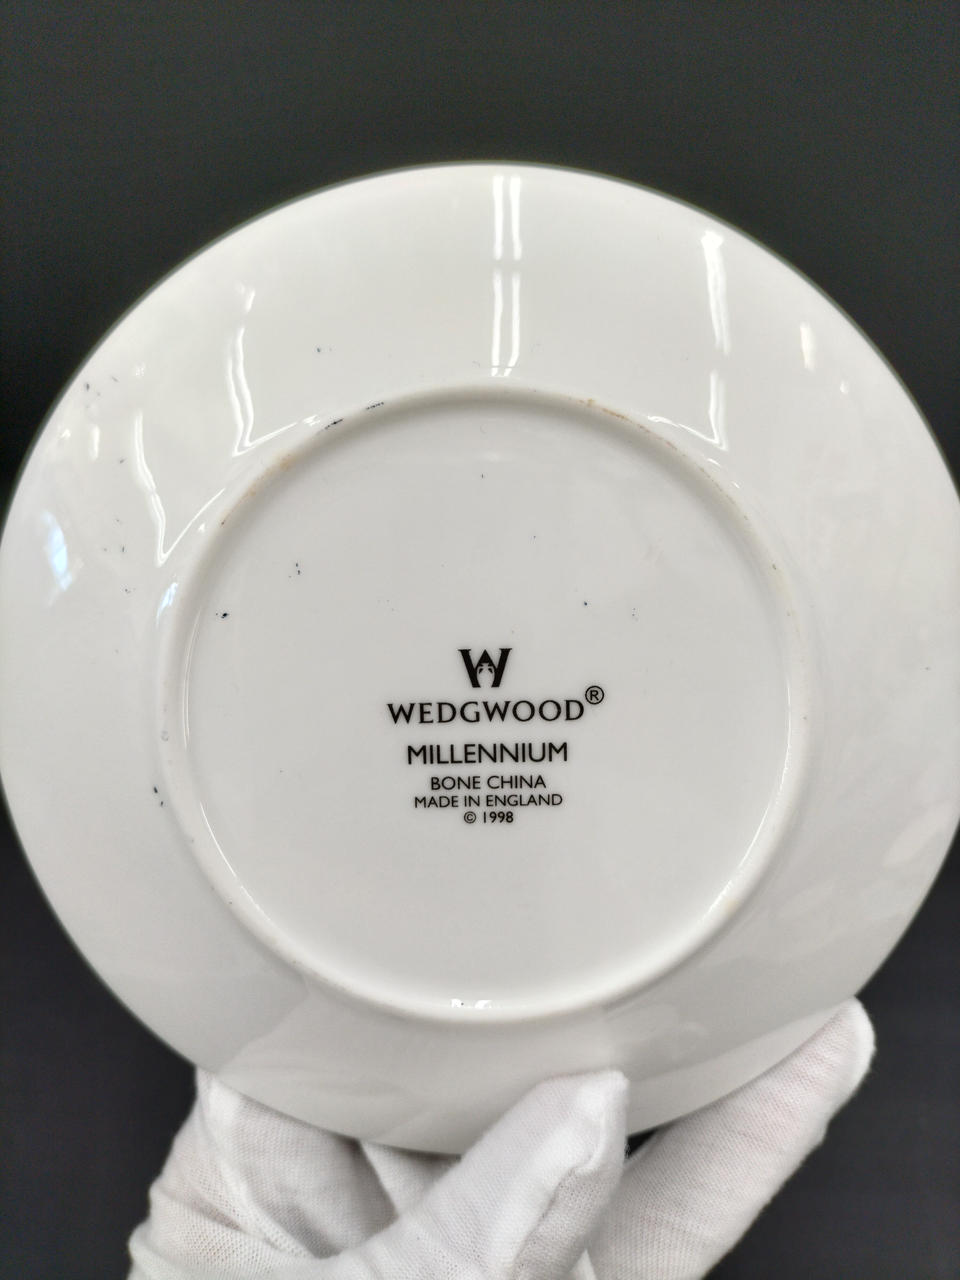 W
WEDGWOOD®
MILLENNIUM
BONE CHINA
MADE IN ENGLAND
© 1998